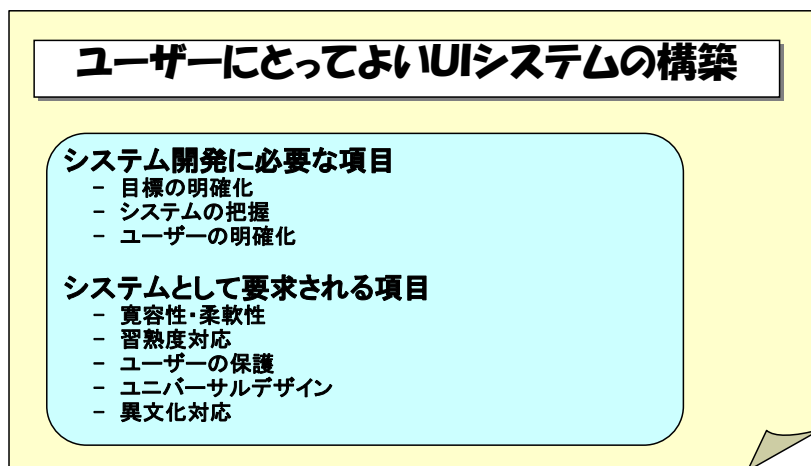 ユーザーにとってよいUIシステムの構築
システム開発に必要な項目
– 目標の明確化
– システムの把握
– ユーザーの明確化
システムとして要求される項目
– 寛容性・柔軟性
– 習熟度対応
– ユーザーの保護
– ユニバーサルデザイン
– 異文化対応